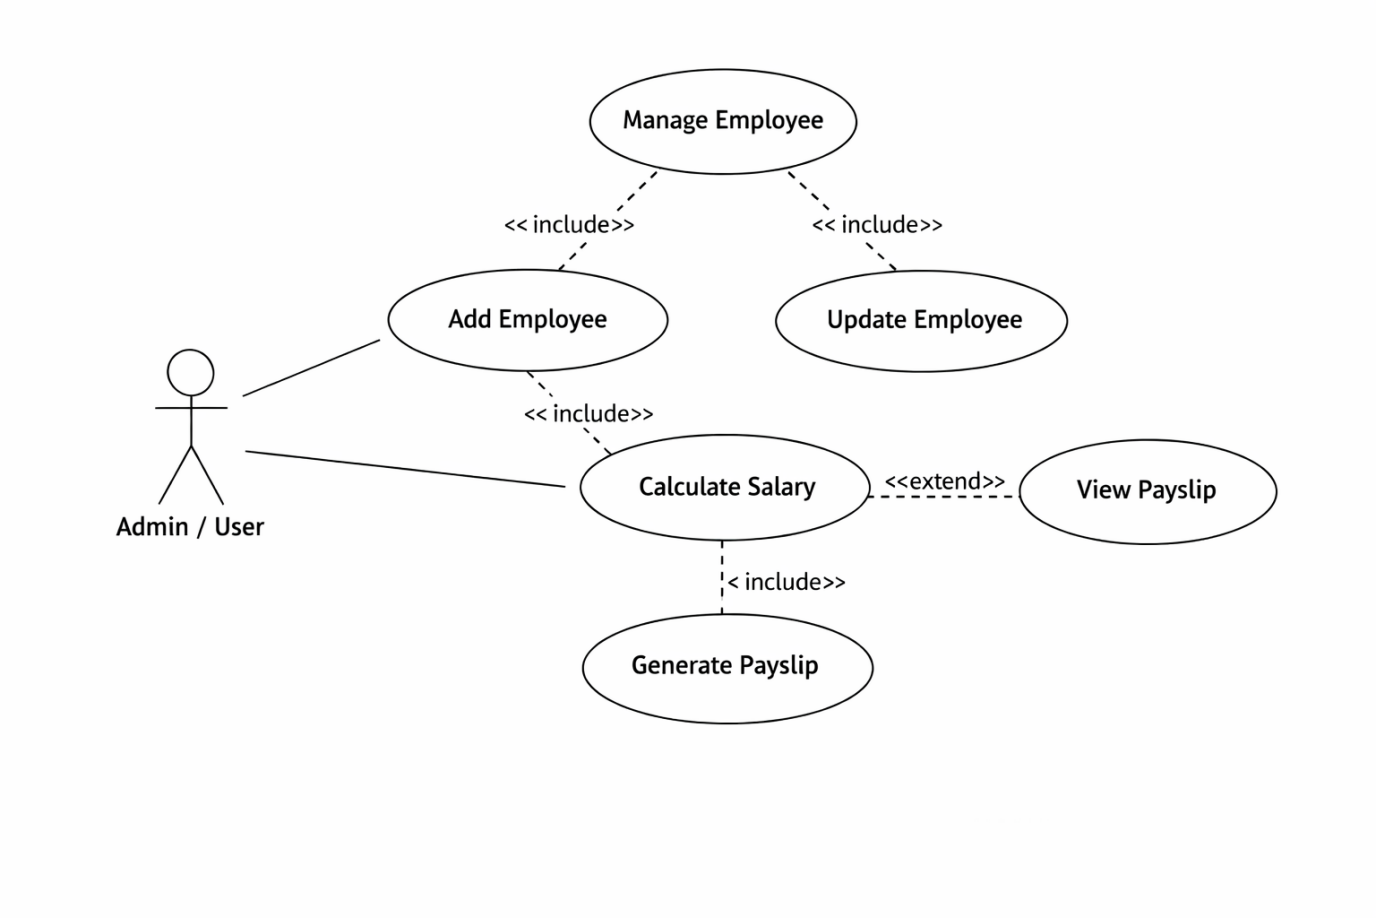 Manage Employee
<< include>>
<< include>>
Add Employee
Update Employee
<< include>>
Calculate Salary
<<extend>>
View Payslip
Admin / User
< include>>
Generate Payslip